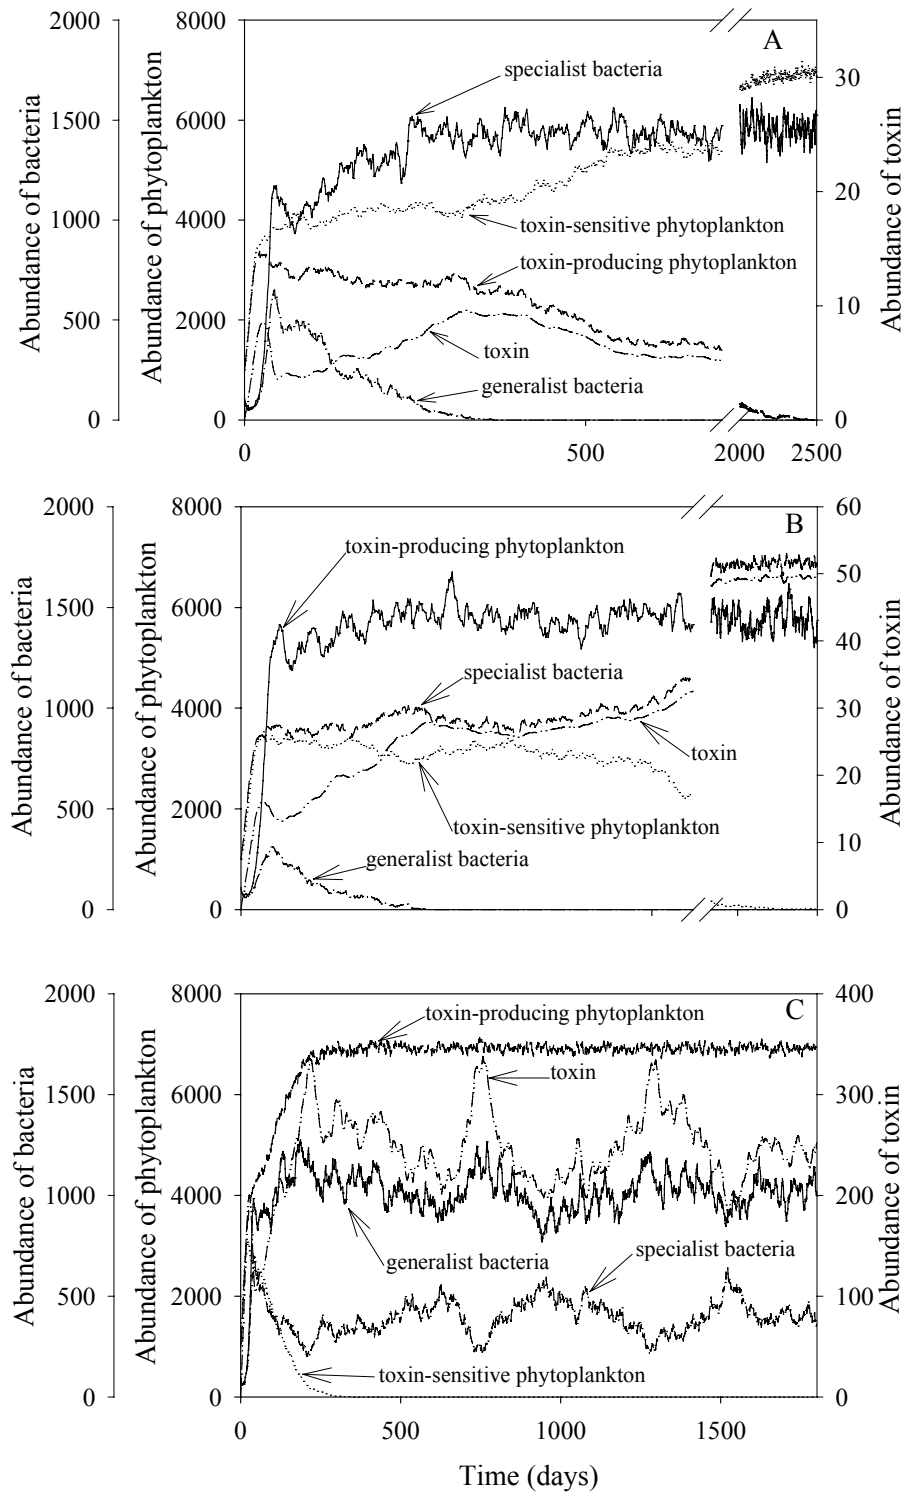 A
Abundance of bacteria
2000
1500
1000
500
0
Abundance of phytoplankton
8000
6000
4000
2000
0
specialist bacteria
toxin-sensitive phytoplankton
toxin-producing phytoplankton
toxin
generalist bacteria
30
20
10
0
Abundance of toxin
0
500
2000
2500
B
Abundance of bacteria
2000
1500
1000
500
0
Abundance of phytoplankton
8000
6000
4000
2000
0
toxin-producing phytoplankton
specialist bacteria
toxin
toxin-sensitive phytoplankton
generalist bacteria
60
50
40
30
20
10
0
Abundance of toxin
C
Abundance of bacteria
2000
1500
1000
500
0
Abundance of phytoplankton
8000
6000
4000
2000
0
toxin-producing phytoplankton
toxin
generalist bacteria
specialist bacteria
toxin-sensitive phytoplankton
400
300
200
100
0
Abundance of toxin
0
500
1000
1500
Time (days)